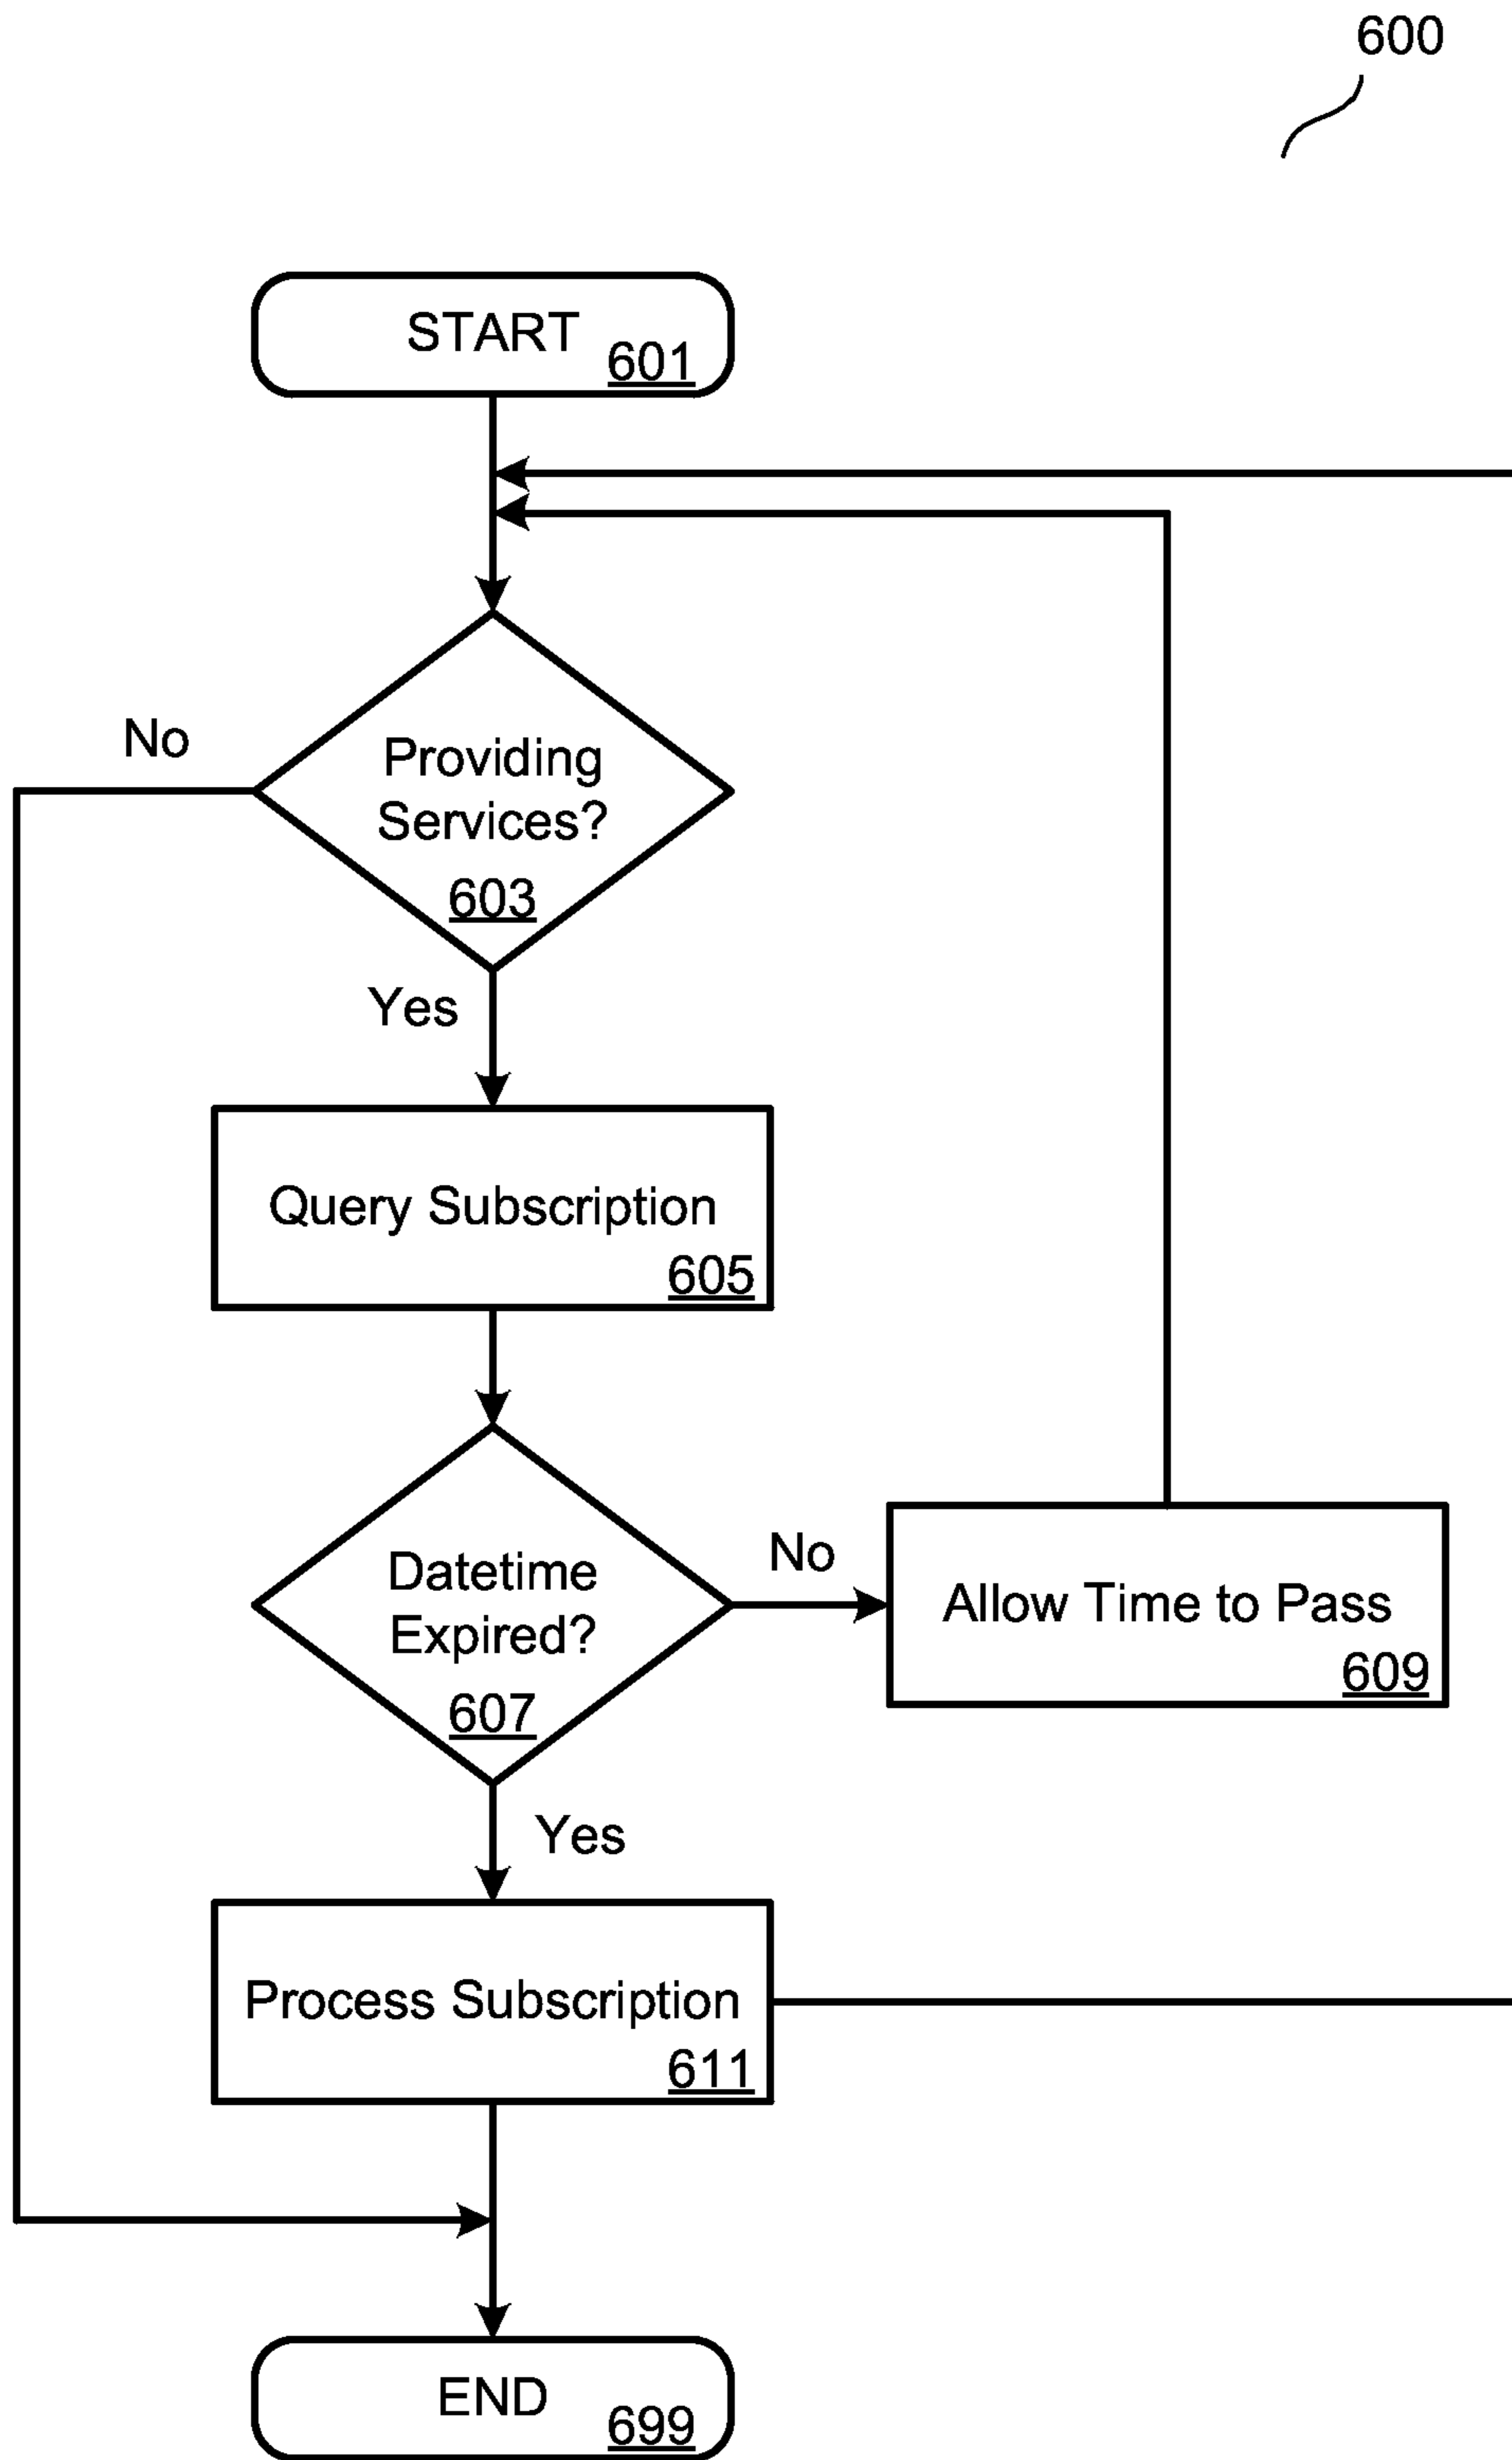 600
START
601
No
Providing
Services?
603
Yes
Query Subscription
605
Datetime
Expired?
607
No
Allow Time to Pass
609
Yes
Process Subscription
611
END
699